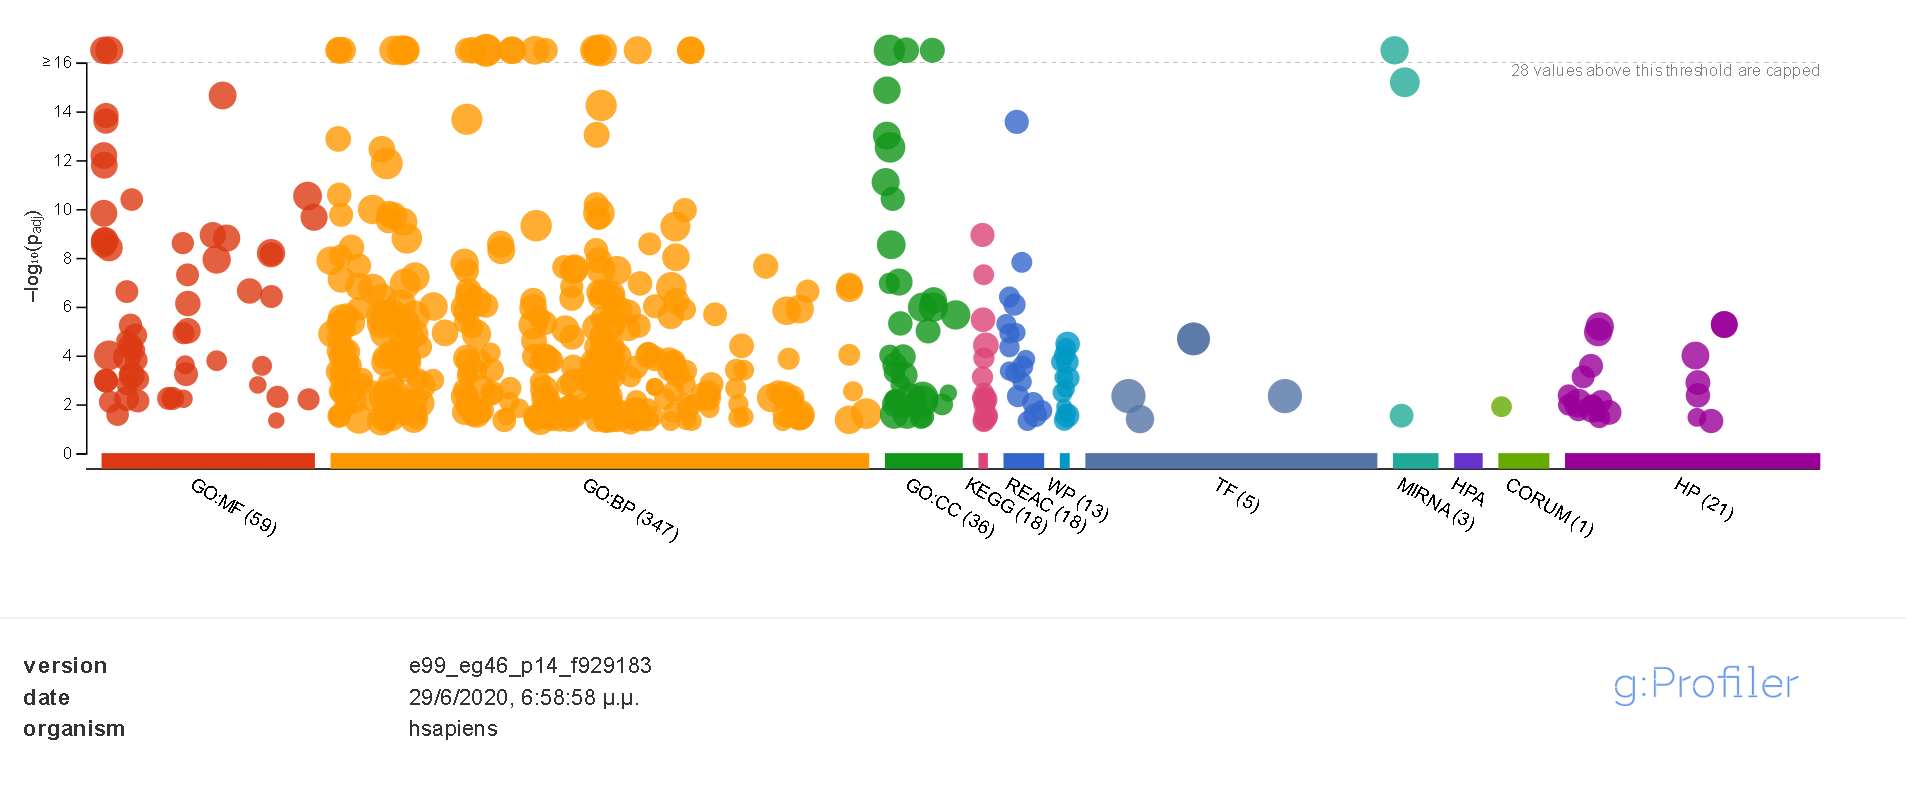 ≥ 16
28 values above this threshold are capped
14
12
10
8
6
4
2
0
−log₁₀(p_adj)
GO:MF (59)
GO:BP (347)
GO:CC (36)
KEGG (18)
REAC (18)
WP (13)
TF (5)
MIRNA (3)
HPA
CORUM (1)
HP (21)
version e99_eg46_p14_f929183
date 29/6/2020, 6:58:58 μ.μ.
organism hsapiens
g:Profiler